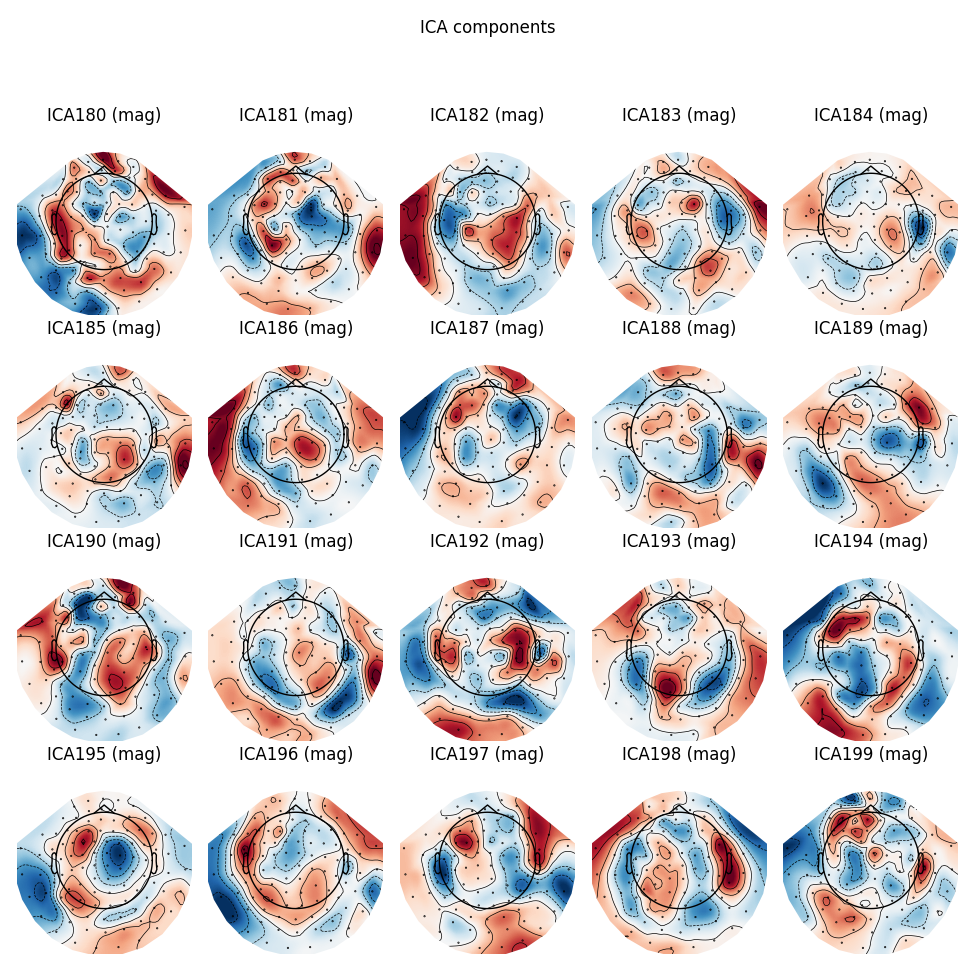 ICA components
ICA180 (mag) ICA181 (mag) ICA182 (mag) ICA183 (mag) ICA184 (mag)
ICA185 (mag) ICA186 (mag) ICA187 (mag) ICA188 (mag) ICA189 (mag)
ICA190 (mag) ICA191 (mag) ICA192 (mag) ICA193 (mag) ICA194 (mag)
ICA195 (mag) ICA196 (mag) ICA197 (mag) ICA198 (mag) ICA199 (mag)